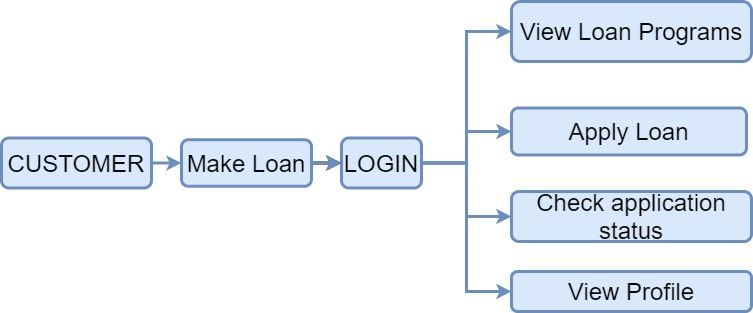 CUSTOMER
Make Loan
LOGIN
View Loan Programs
Apply Loan
Check application
status
View Profile